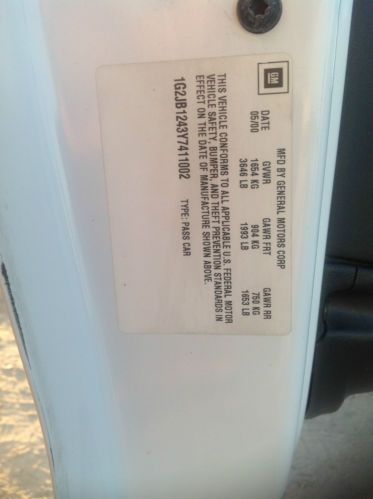 GM
MFD BY GENERAL MOTORS CORP
DATE GVWR GAWR FRT GAWR RR
05/00 1654 KG 904 KG 750 KG
3646 LB 1993 LB 1653 LB
THIS VEHICLE CONFORMS TO ALL APPLICABLE U.S. FEDERAL MOTOR
VEHICLE SAFETY, BUMPER, AND THEFT PREVENTION STANDARDS IN
EFFECT ON THE DATE OF MANUFACTURE SHOWN ABOVE.
1G2JB1243Y7411002 TYPE: PASS CAR